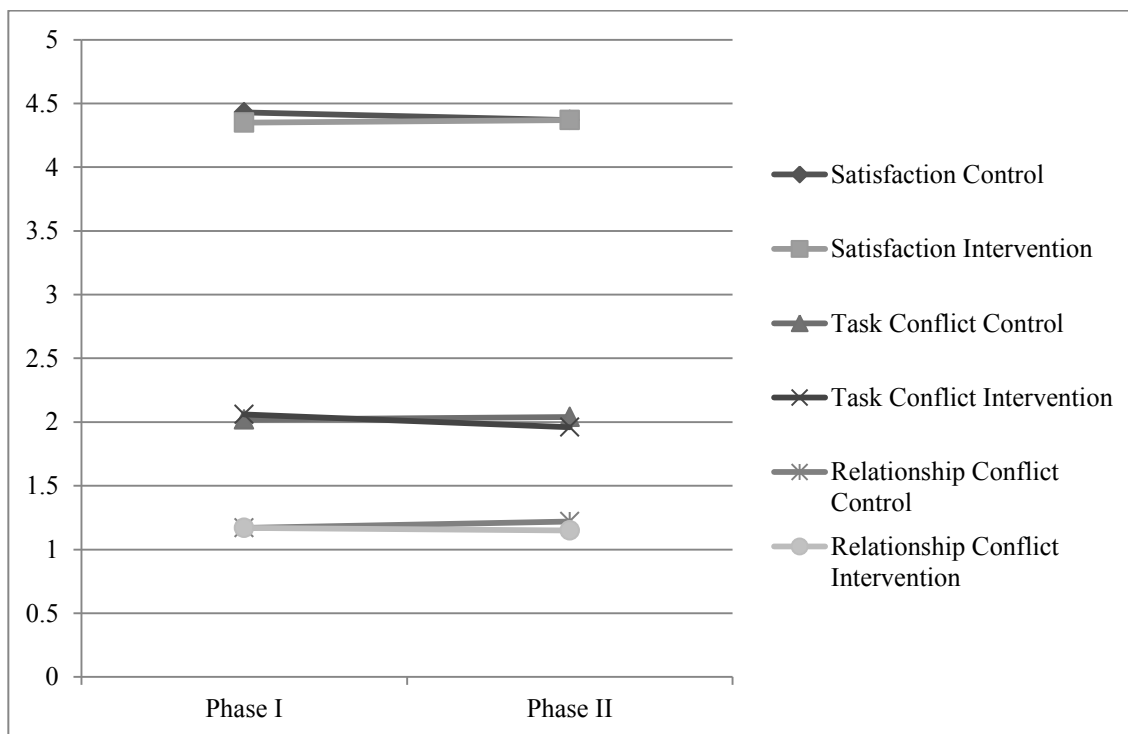 5
4.5
4
3.5
3
2.5
2
1.5
1
0.5
0
Phase I
Phase II
Satisfaction Control
Satisfaction Intervention
Task Conflict Control
Task Conflict Intervention
Relationship Conflict
Control
Relationship Conflict
Intervention